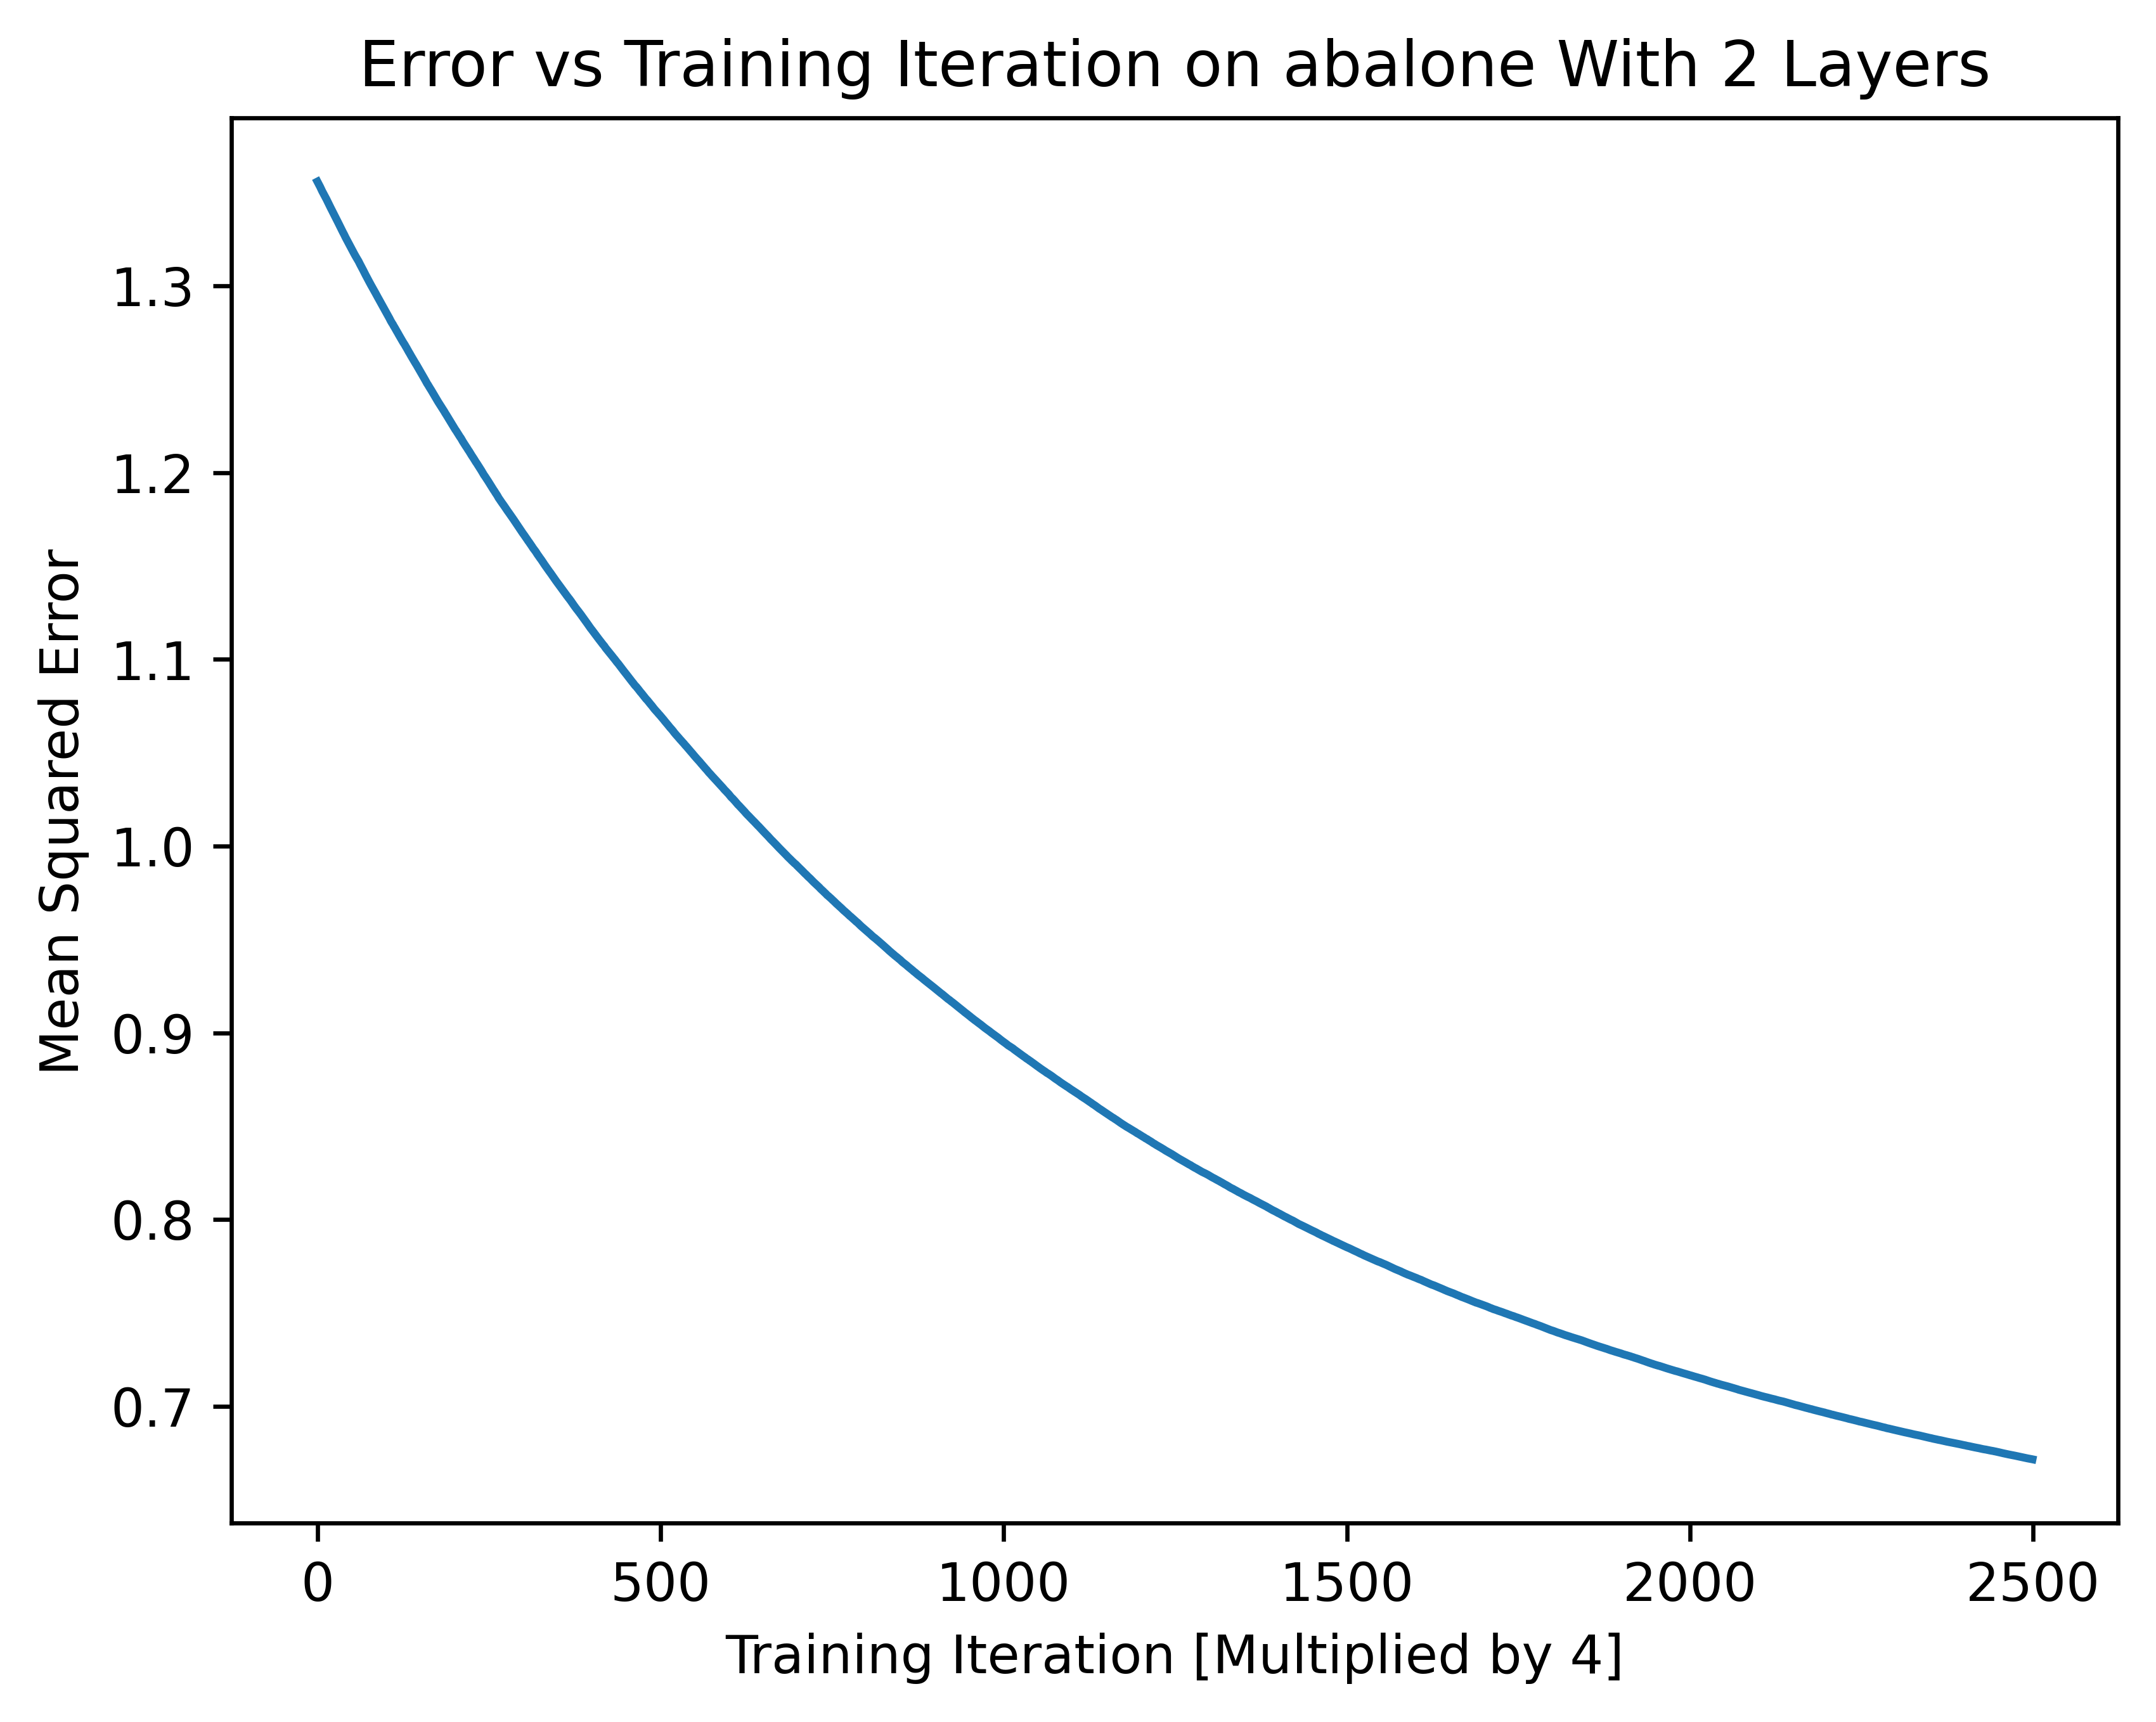 Error vs Training Iteration on abalone With 2 Layers
Mean Squared Error
1.3
1.2
1.1
1.0
0.9
0.8
0.7
0 500 1000 1500 2000 2500
Training Iteration [Multiplied by 4]